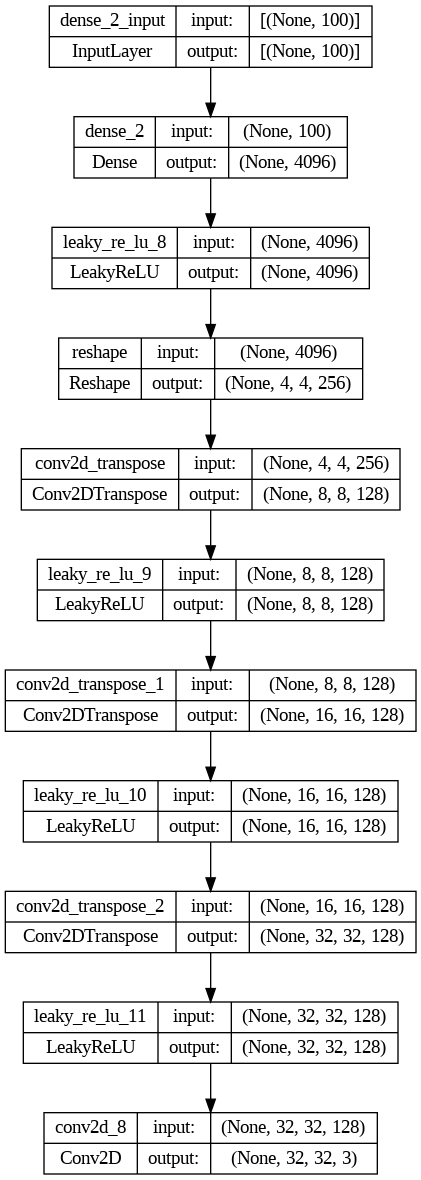 dense_2_input input: [(None, 100)]
InputLayer output: [(None, 100)]
dense_2 input: (None, 100)
Dense output: (None, 4096)
leaky_re_lu_8 input: (None, 4096)
LeakyReLU output: (None, 4096)
reshape input: (None, 4096)
Reshape output: (None, 4, 4, 256)
conv2d_transpose input: (None, 4, 4, 256)
Conv2DTranspose output: (None, 8, 8, 128)
leaky_re_lu_9 input: (None, 8, 8, 128)
LeakyReLU output: (None, 8, 8, 128)
conv2d_transpose_1 input: (None, 8, 8, 128)
Conv2DTranspose output: (None, 16, 16, 128)
leaky_re_lu_10 input: (None, 16, 16, 128)
LeakyReLU output: (None, 16, 16, 128)
conv2d_transpose_2 input: (None, 16, 16, 128)
Conv2DTranspose output: (None, 32, 32, 128)
leaky_re_lu_11 input: (None, 32, 32, 128)
LeakyReLU output: (None, 32, 32, 128)
conv2d_8 input: (None, 32, 32, 128)
Conv2D output: (None, 32, 32, 3)